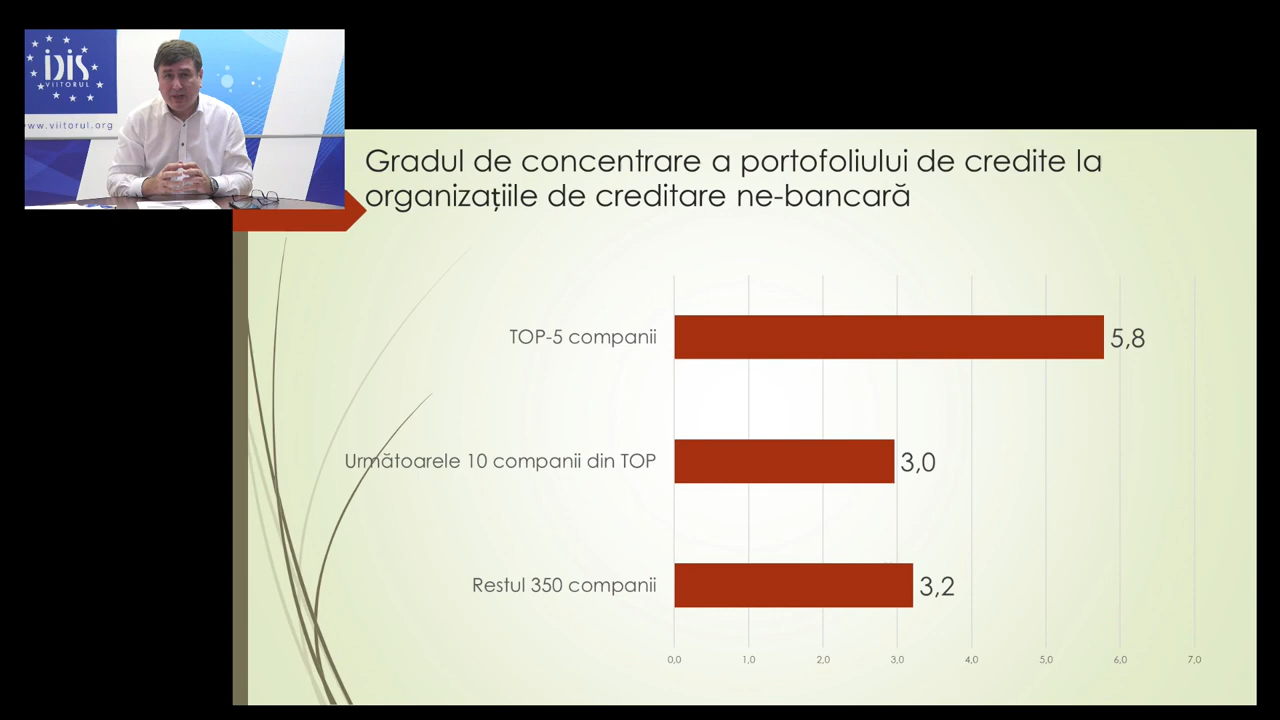 iDiS
VIITORUL
www.viitorul.org
Gradul de concentrare a portofoliului de credite la
organizațiile de creditare ne-bancară
TOP-5 companii
5,8
Următoarele 10 companii din TOP
3,0
Restul 350 companii
3,2
0,0 1,0 2,0 3,0 4,0 5,0 6,0 7,0